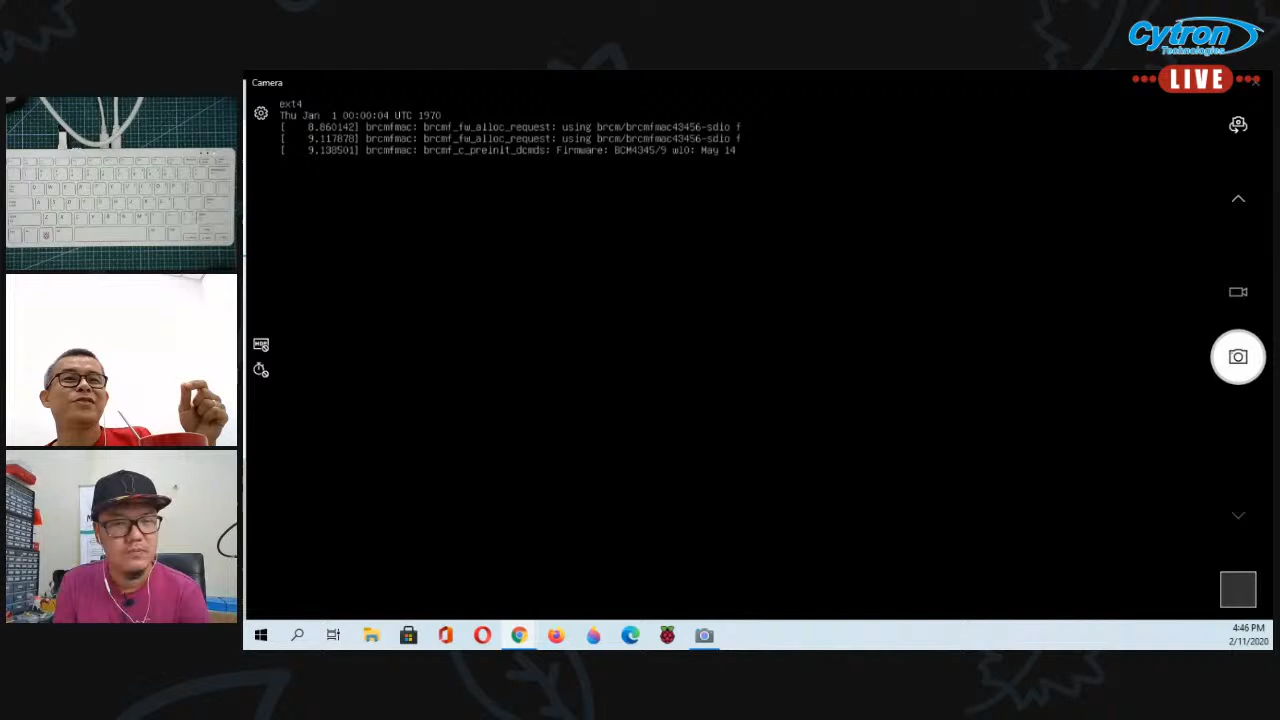 Cytron
Technologies
LIVE
Camera
ext4
Thu Jan 1 00:00:04 UTC 1970
[ 8.860142] brcmfmac: brcmf_fw_alloc_request: using brcm/brcmfmac43456-sdio f
[ 9.117878] brcmfmac: brcmf_fw_alloc_request: using brcm/brcmfmac43456-sdio f
[ 9.138501] brcmfmac: brcmf_c_preinit_dcmds: Firmware: BCM4345/9 wl0: May 14
HDR
4:46 PM
2/11/2020